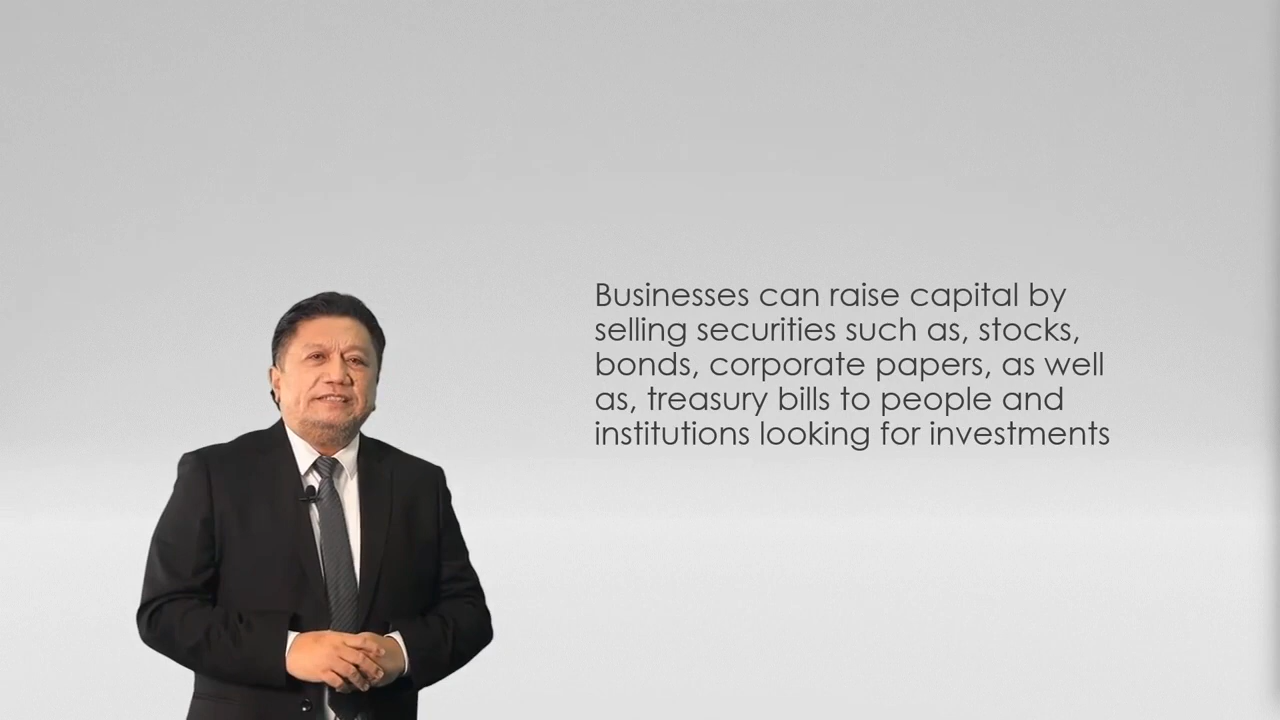 Businesses can raise capital by
selling securities such as, stocks,
bonds, corporate papers, as well
as, treasury bills to people and
institutions looking for investments